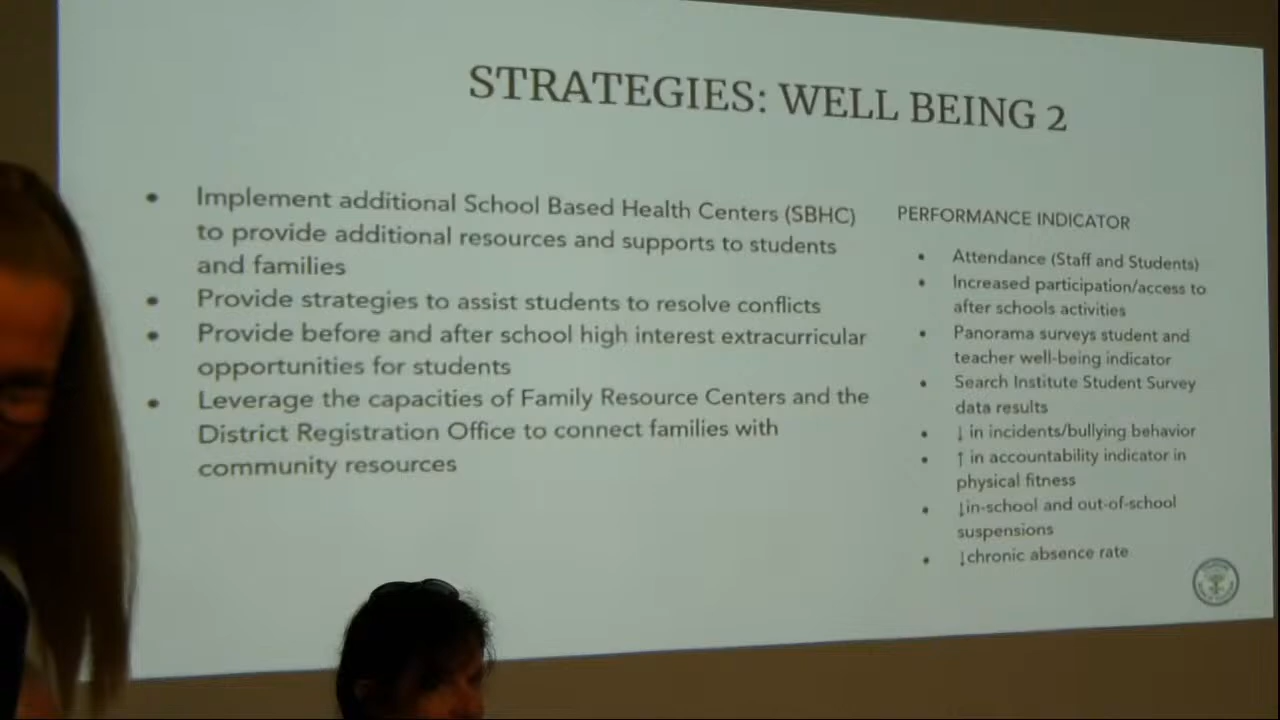 STRATEGIES: WELL BEING 2
• Implement additional School Based Health Centers (SBHC)
to provide additional resources and supports to students
and families
• Provide strategies to assist students to resolve conflicts
• Provide before and after school high interest extracurricular
opportunities for students
• Leverage the capacities of Family Resource Centers and the
District Registration Office to connect families with
community resources
PERFORMANCE INDICATOR
• Attendance (Staff and Students)
• Increased participation/access to
after schools activities
• Panorama surveys student and
teacher well-being indicator
• Search Institute Student Survey
data results
• ↓ in incidents/bullying behavior
• ↑ in accountability indicator in
physical fitness
• ↓in-school and out-of-school
suspensions
• ↓chronic absence rate